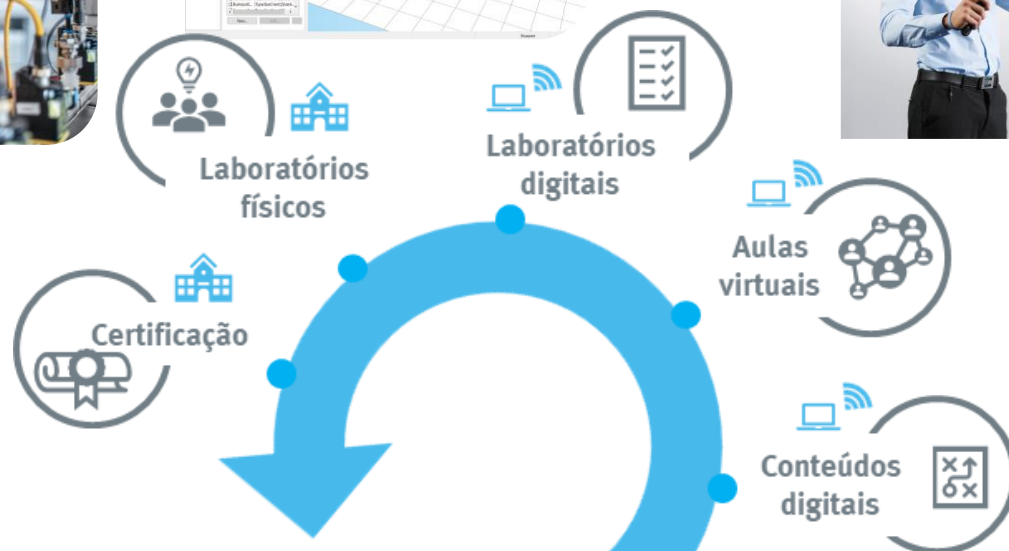 Laboratórios
físicos
Laboratórios
digitais
Aulas
virtuais
Certificação
Conteúdos
digitais